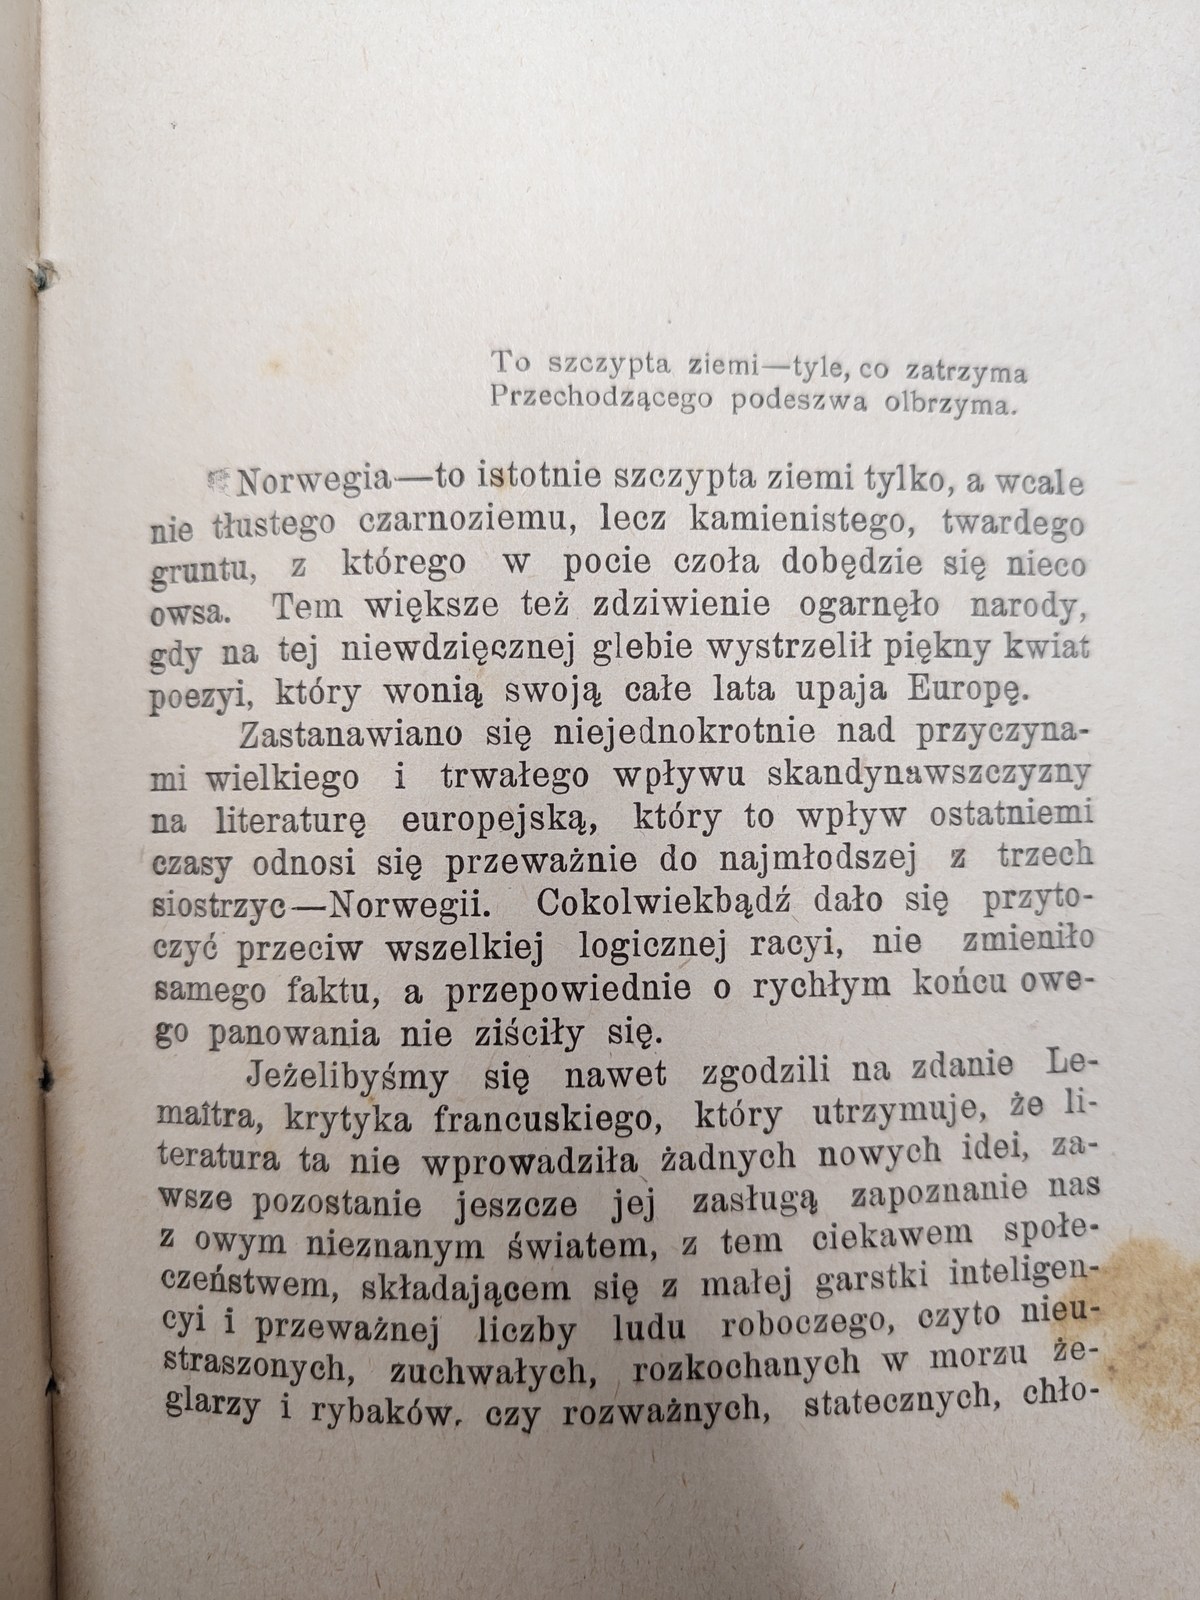 To szczypta ziemi—tyle, co zatrzyma
Przechodzącego podeszwa olbrzyma.
Norwegia—to istotnie szczypta ziemi tylko, a wcale
nie tłustego czarnoziemu, lecz kamienistego, twardego
gruntu, z którego w pocie czoła dobędzie się nieco
owsa. Tem większe też zdziwienie ogarnęło narody,
gdy na tej niewdzięcznej glebie wystrzelił piękny kwiat
poezyi, który wonią swoją całe lata upaja Europę.
Zastanawiano się niejednokrotnie nad przyczyna-
mi wielkiego i trwałego wpływu skandynawszczyzny
na literaturę europejską, który to wpływ ostatniemi
czasy odnosi się przeważnie do najmłodszej z trzech
siostrzyc—Norwegii. Cokolwiekbądź dało się przyto-
czyć przeciw wszelkiej logicznej racyi, nie zmieniło
samego faktu, a przepowiednie o rychłym końcu owe-
go panowania nie ziściły się.
Jeżelibyśmy się nawet zgodzili na zdanie Le-
maîtra, krytyka francuskiego, który utrzymuje, że li-
teratura ta nie wprowadziła żadnych nowych idei, za-
wsze pozostanie jeszcze jej zasługą zapoznanie nas
z owym nieznanym światem, z tem ciekawem społe-
czeństwem, składającem się z małej garstki inteligen-
cyi i przeważnej liczby ludu roboczego, czyto nieu-
straszonych, zuchwałych, rozkochanych w morzu że-
glarzy i rybaków, czy rozważnych, statecznych, chło-